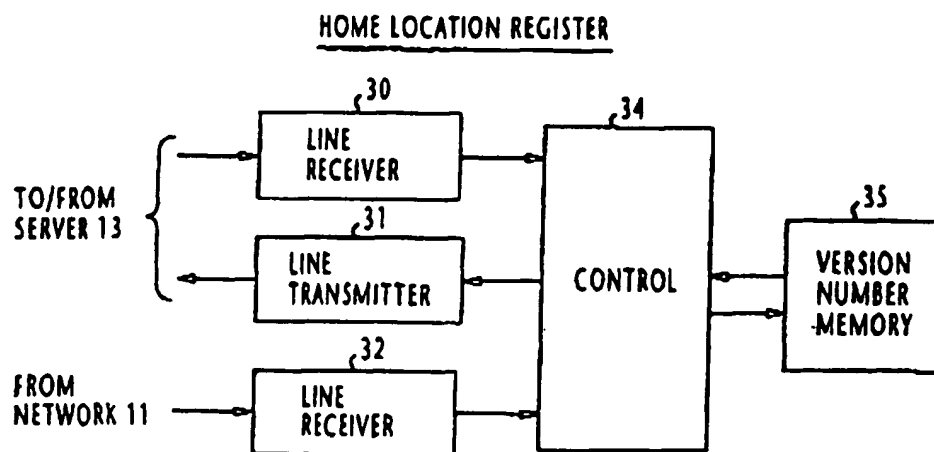 HOME LOCATION REGISTER
30
LINE
RECEIVER
34
TO/FROM
SERVER 13
31
LINE
TRANSMITTER
CONTROL
35
VERSION
NUMBER
MEMORY
32
FROM
NETWORK 11
LINE
RECEIVER